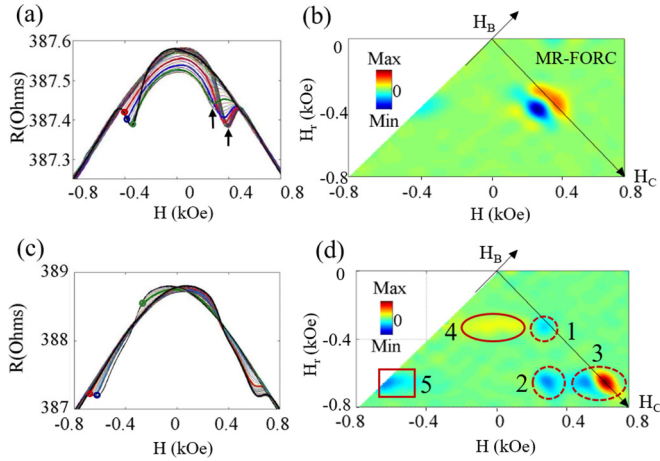 (a)
387.6
387.5
387.4
387.3
R(Ohms)
-0.8 -0.4 0 0.4 0.8
H (kOe)
(b)
H_B
0
-0.4
-0.8
H_r (kOe)
Max
0
Min
MR-FORC
-0.8 -0.4 0 0.4 0.8
H (kOe)
H_C
(c)
389
388
387
R(Ohms)
-0.8 -0.4 0 0.4 0.8
H (kOe)
(d)
H_B
0
-0.4
-0.8
H_r (kOe)
Max
0
Min
4 1
3
5 2
-0.8 -0.4 0 0.4 0.8
H (kOe)
H_C